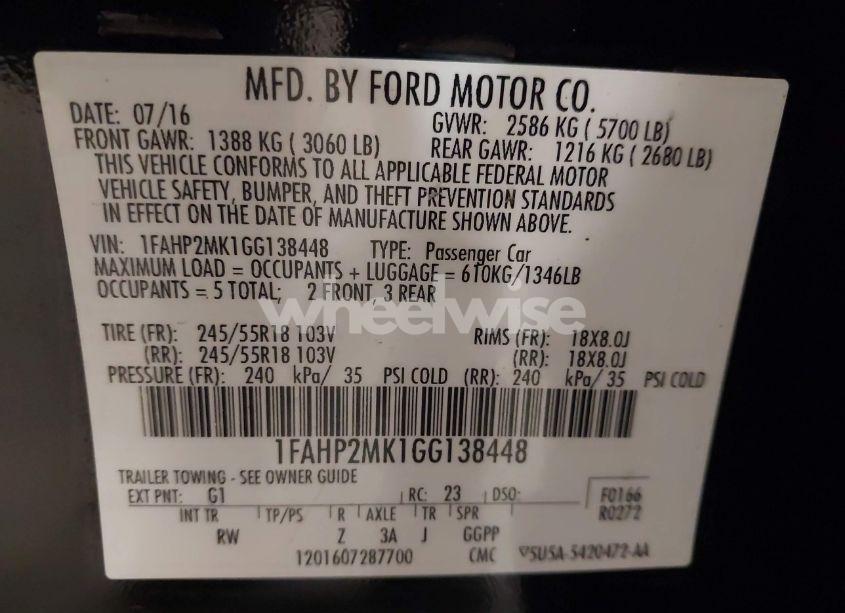 MFD. BY FORD MOTOR CO.
DATE: 07/16 GVWR: 2586 KG ( 5700 LB)
FRONT GAWR: 1388 KG ( 3060 LB) REAR GAWR: 1216 KG ( 2680 LB)
THIS VEHICLE CONFORMS TO ALL APPLICABLE FEDERAL MOTOR
VEHICLE SAFETY, BUMPER, AND THEFT PREVENTION STANDARDS
IN EFFECT ON THE DATE OF MANUFACTURE SHOWN ABOVE.
VIN: 1FAHP2MK1GG138448 TYPE: Passenger Car
MAXIMUM LOAD = OCCUPANTS + LUGGAGE = 610KG/1346LB
OCCUPANTS = 5 TOTAL; 2 FRONT, 3 REAR
wheelwise
TIRE (FR): 245/55R18 103V RIMS (FR): 18X8.0J
(RR): 245/55R18 103V (RR): 18X8.0J
PRESSURE (FR): 240 kPa/ 35 PSI COLD (RR): 240 kPa/ 35 PSI COLD
1FAHP2MK1GG138448
TRAILER TOWING - SEE OWNER GUIDE
EXT PNT: G1 RC: 23 DSO: F0166
R0272
INT TR TP/PS R AXLE TR SPR
RW Z 3A J GGPP
1201607287700 CMC SUSA-5420472-AA